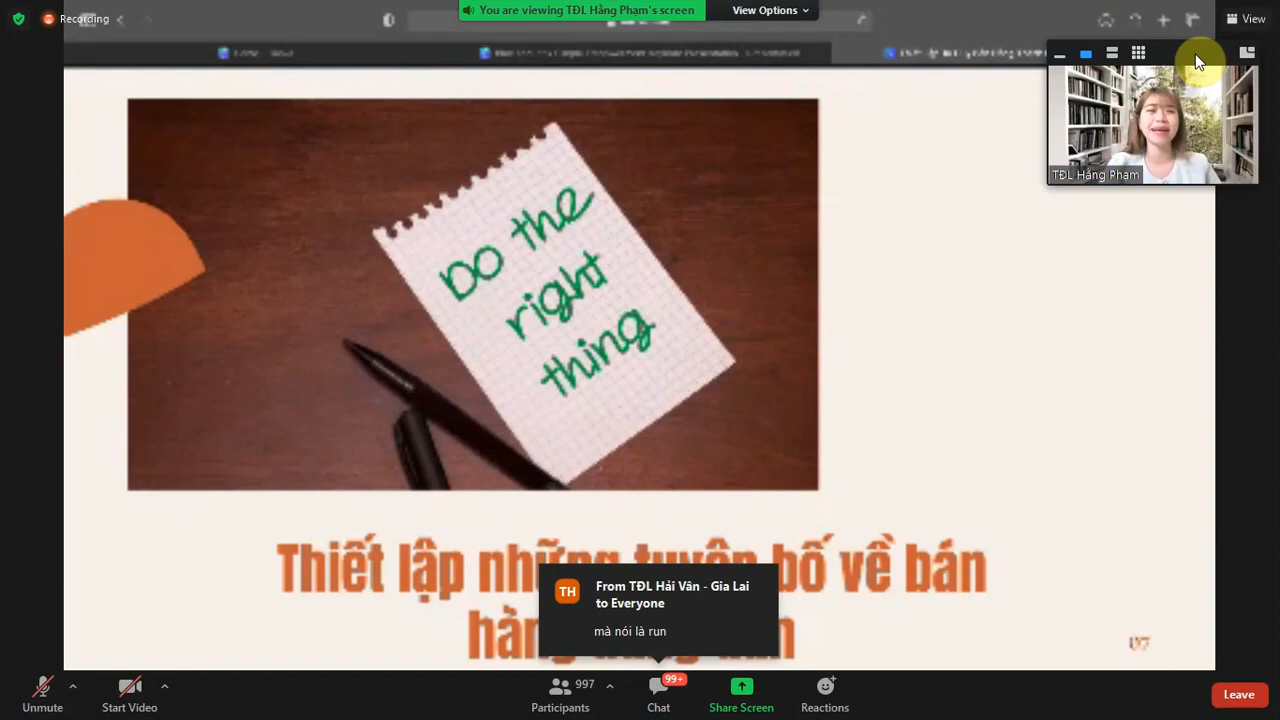 Recording
You are viewing TĐL Hằng Phạm's screen
View Options
View
TĐL Hằng Phạm
Do the
right
thing
Thiết lập những tuyên bố về bán
hàng
07
TH
From TĐL Hải Vân - Gia Lai
to Everyone
mà nói là run
Unmute
Start Video
997
Participants
99+
Chat
Share Screen
Reactions
Leave